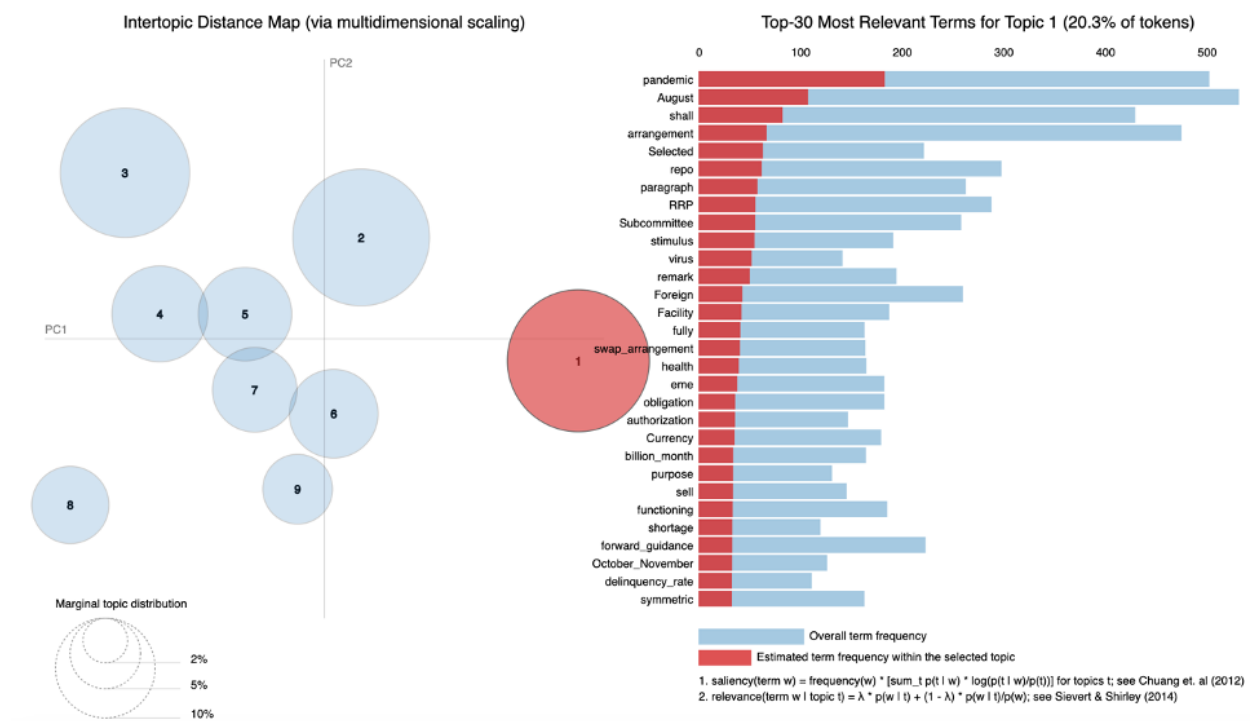 Intertopic Distance Map (via multidimensional scaling)
PC2
PC1
3
2
4
5
1
7
6
8
9
Marginal topic distribution
2%
5%
10%
Top-30 Most Relevant Terms for Topic 1 (20.3% of tokens)
0 100 200 300 400 500
pandemic
August
shall
arrangement
Selected
repo
paragraph
RRP
Subcommittee
stimulus
virus
remark
Foreign
Facility
fully
swap_arrangement
health
eme
obligation
authorization
Currency
billion_month
purpose
sell
functioning
shortage
forward_guidance
October_November
delinquency_rate
symmetric
Overall term frequency
Estimated term frequency within the selected topic
1. saliency(term w) = frequency(w) * [sum_t p(t | w) * log(p(t | w)/p(t))] for topics t; see Chuang et. al (2012)
2. relevance(term w | topic t) = λ * p(w | t) + (1 - λ) * p(w | t)/p(w); see Sievert & Shirley (2014)